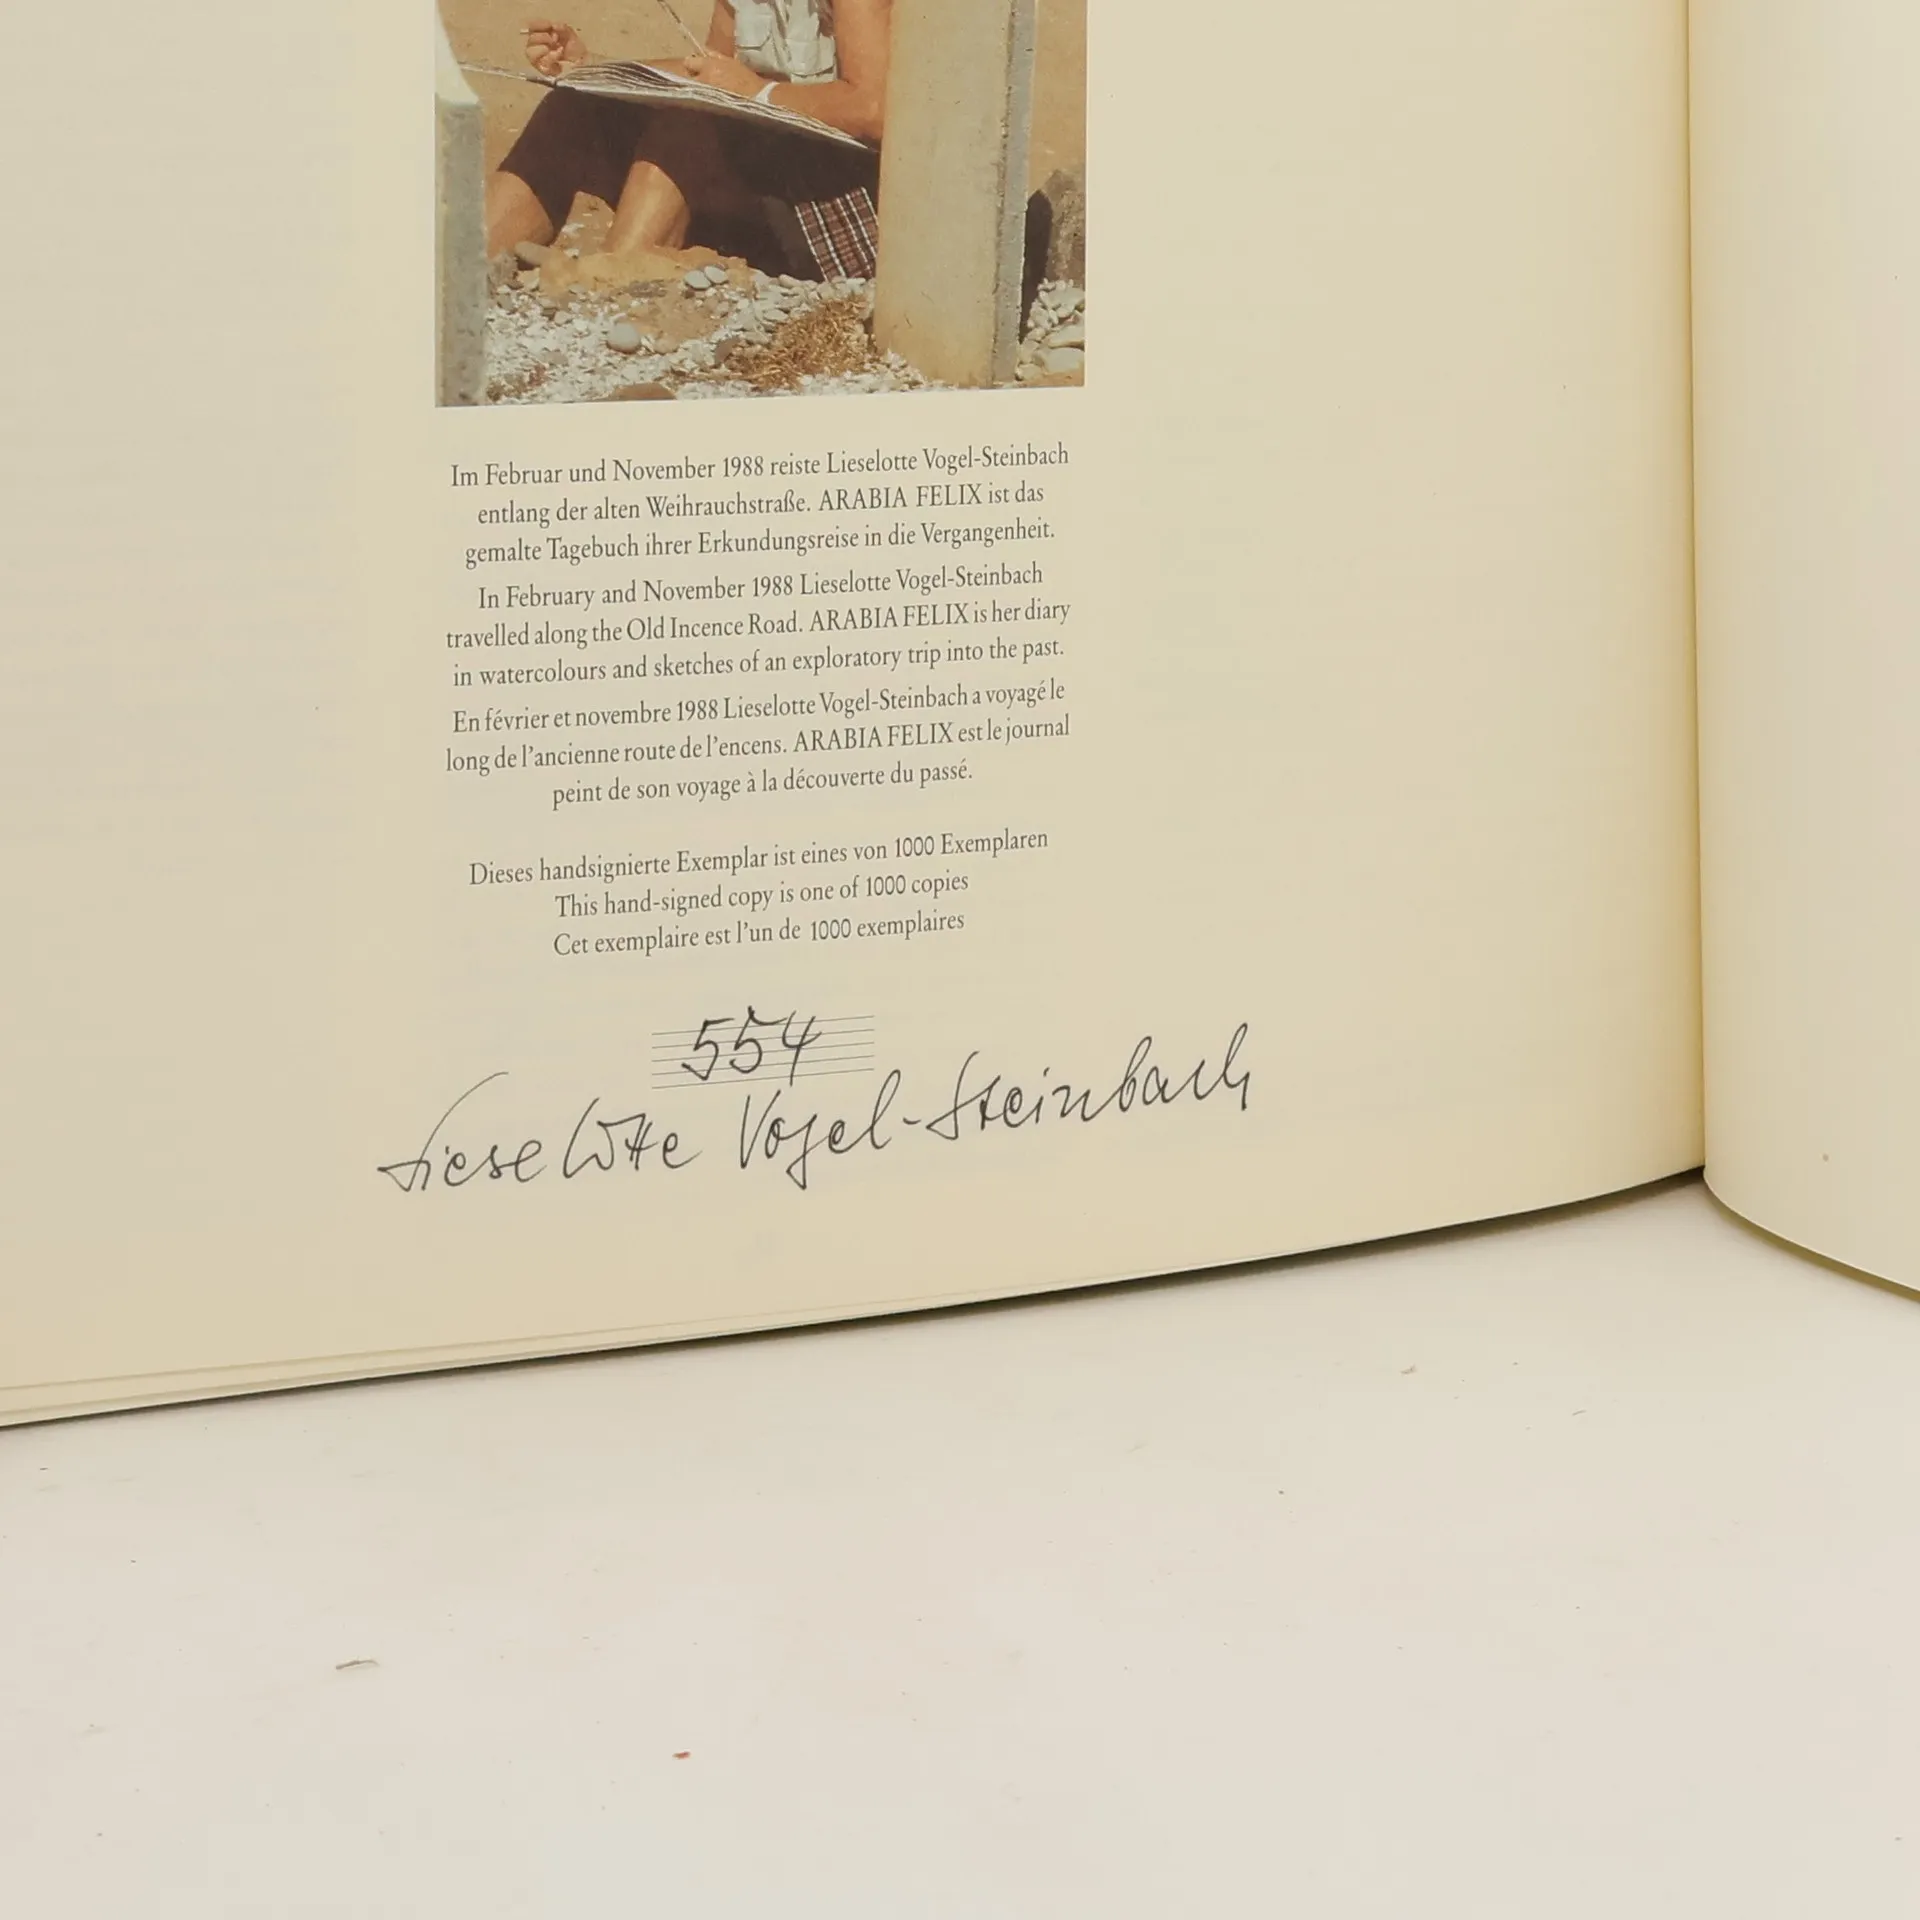 Im Februar und November 1988 reiste Lieselotte Vogel-Steinbach
entlang der alten Weihrauchstraße. ARABIA FELIX ist das
gemalte Tagebuch ihrer Erkundungsreise in die Vergangenheit.
In February and November 1988 Lieselotte Vogel-Steinbach
travelled along the Old Incence Road. ARABIA FELIX is her diary
in watercolours and sketches of an exploratory trip into the past.
En février et novembre 1988 Lieselotte Vogel-Steinbach a voyagé le
long de l'ancienne route de l'encens. ARABIA FELIX est le journal
peint de son voyage à la découverte du passé.
Dieses handsignierte Exemplar ist eines von 1000 Exemplaren
This hand-signed copy is one of 1000 copies
Cet exemplaire est l'un de 1000 exemplaires
554
Lieselotte Vogel-Steinbach